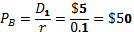 P_B = D_1/r = $5/0.1 = $50